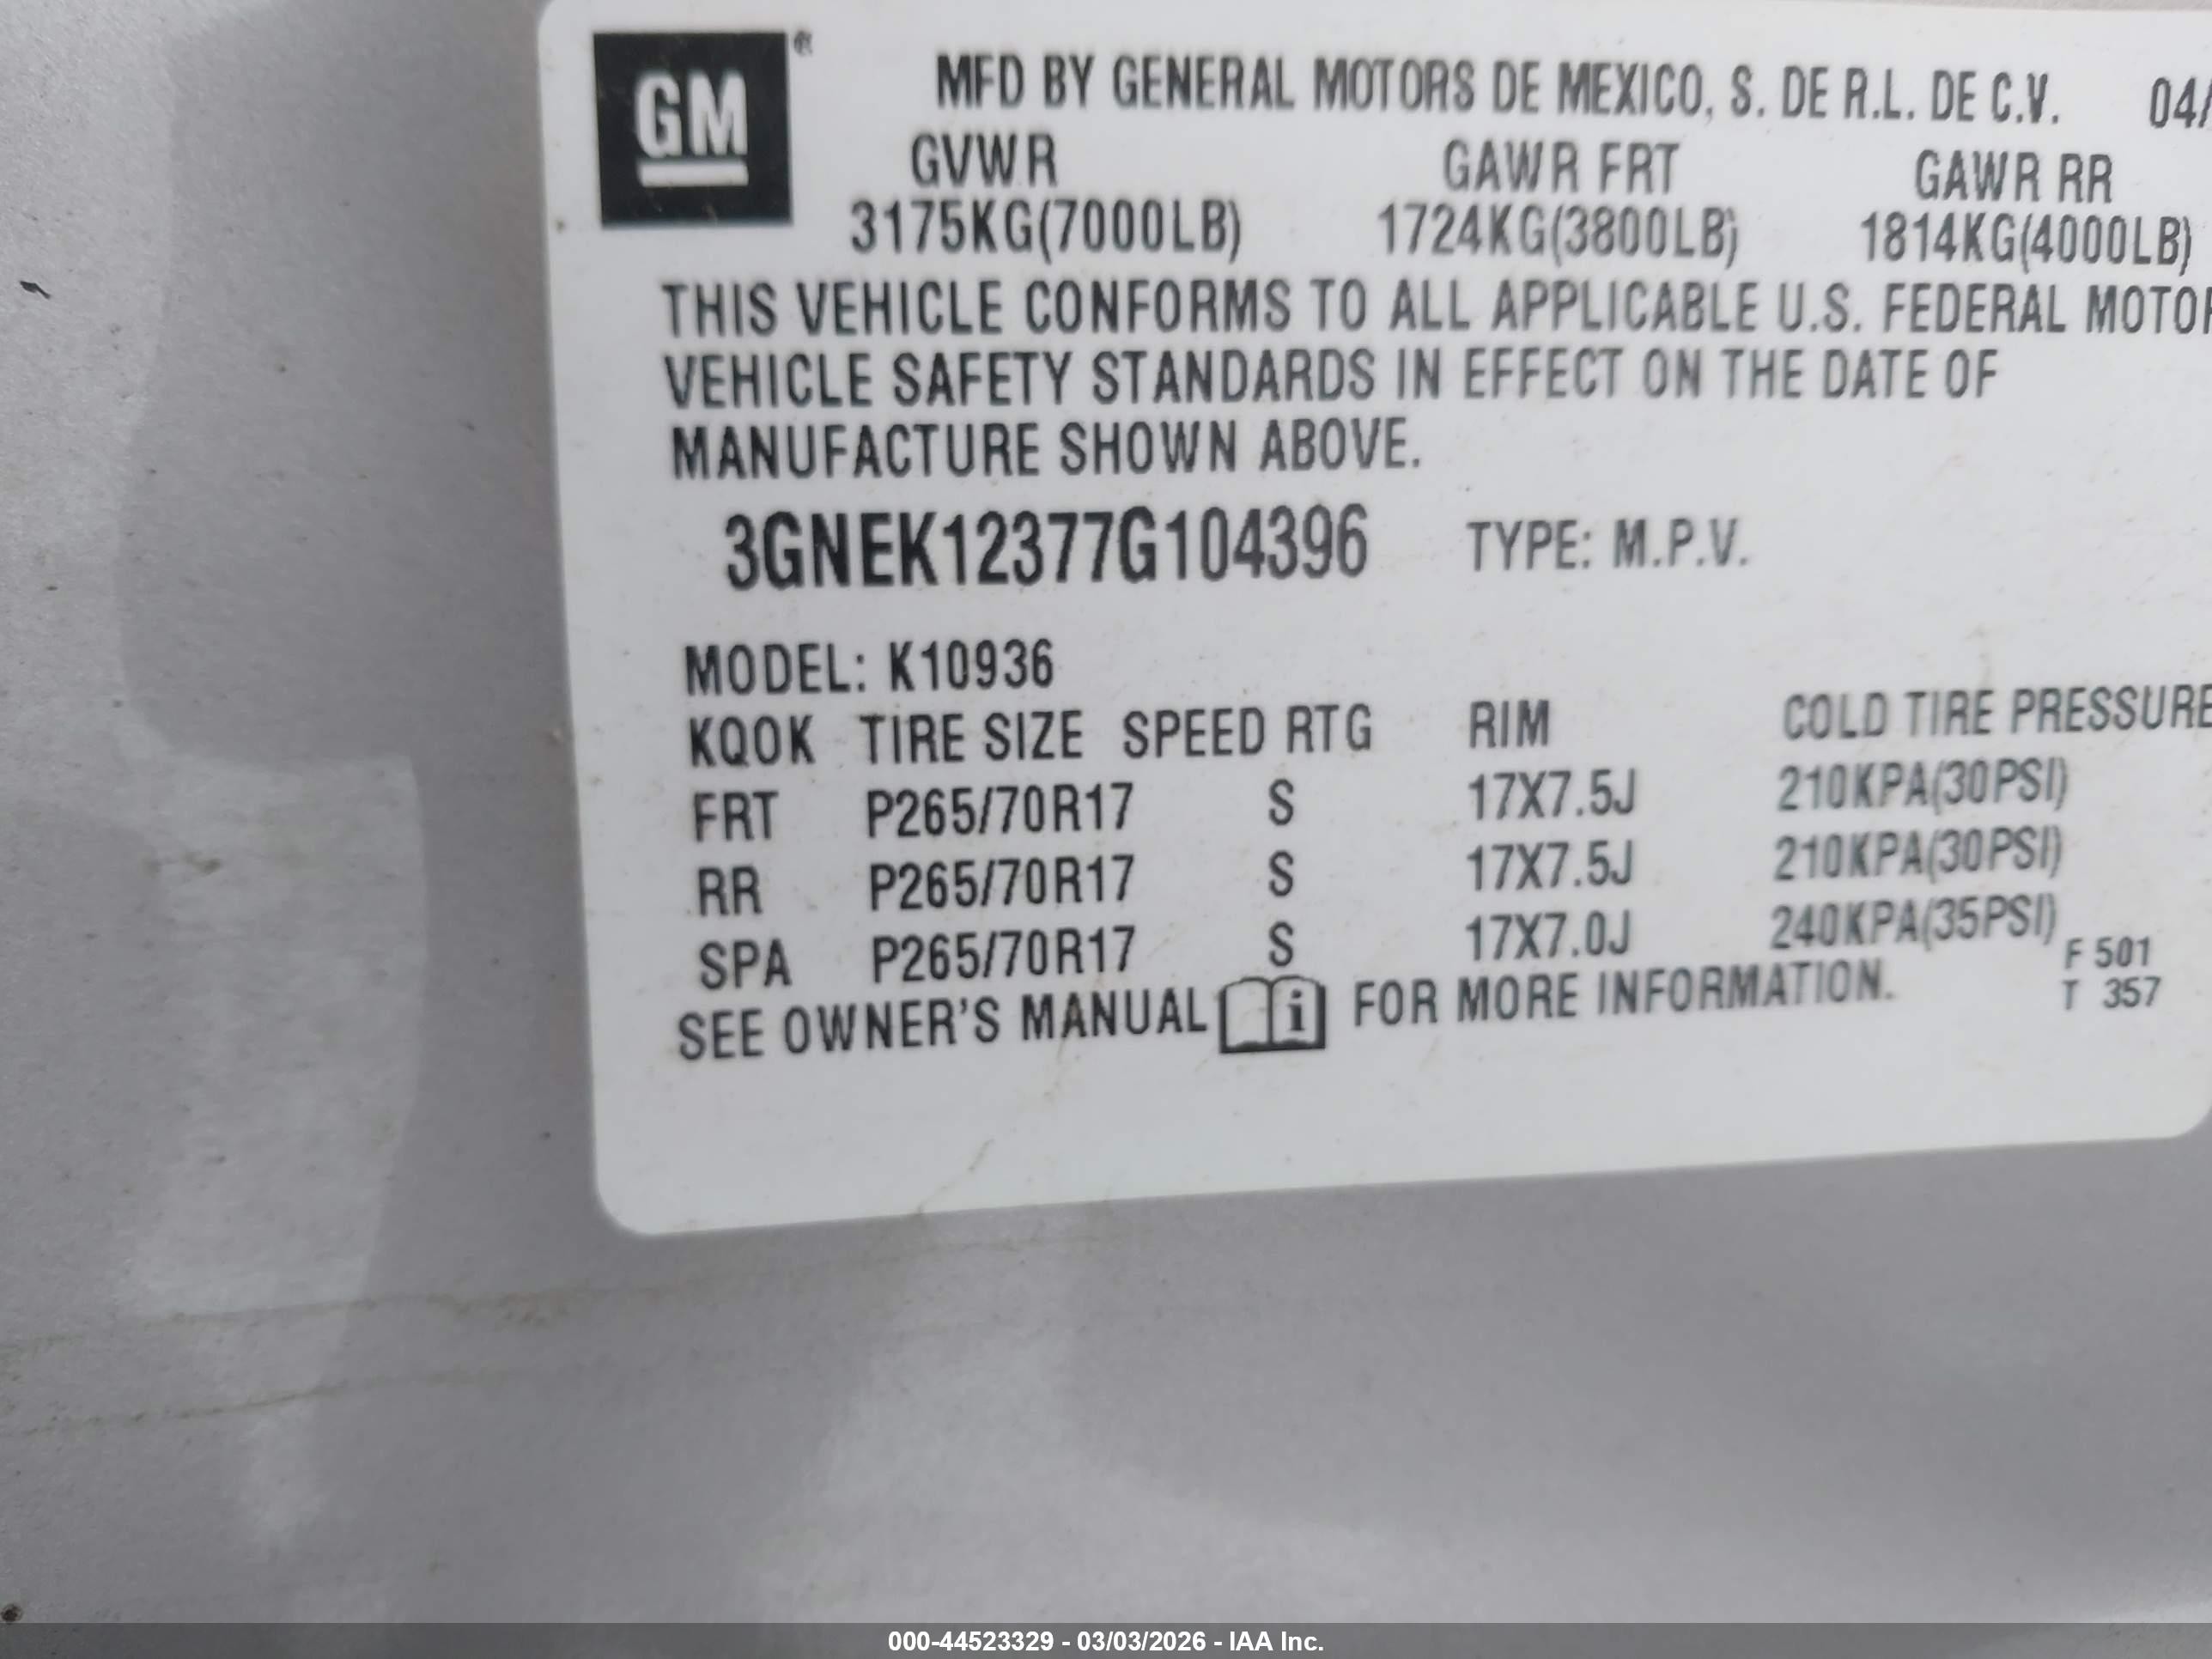 GM ®
MFD BY GENERAL MOTORS DE MEXICO, S. DE R.L. DE C.V. 04/
GVWR GAWR FRT GAWR RR
3175KG(7000LB) 1724KG(3800LB) 1814KG(4000LB)
THIS VEHICLE CONFORMS TO ALL APPLICABLE U.S. FEDERAL MOTOR
VEHICLE SAFETY STANDARDS IN EFFECT ON THE DATE OF
MANUFACTURE SHOWN ABOVE.
3GNEK12377G104396 TYPE: M.P.V.
MODEL: K10936
KQOK TIRE SIZE SPEED RTG RIM COLD TIRE PRESSURE
FRT P265/70R17 S 17X7.5J 210KPA(30PSI)
RR P265/70R17 S 17X7.5J 210KPA(30PSI)
SPA P265/70R17 S 17X7.0J 240KPA(35PSI)
F 501
T 357
SEE OWNER'S MANUAL i FOR MORE INFORMATION.
000-44523329 - 03/03/2026 - IAA Inc.